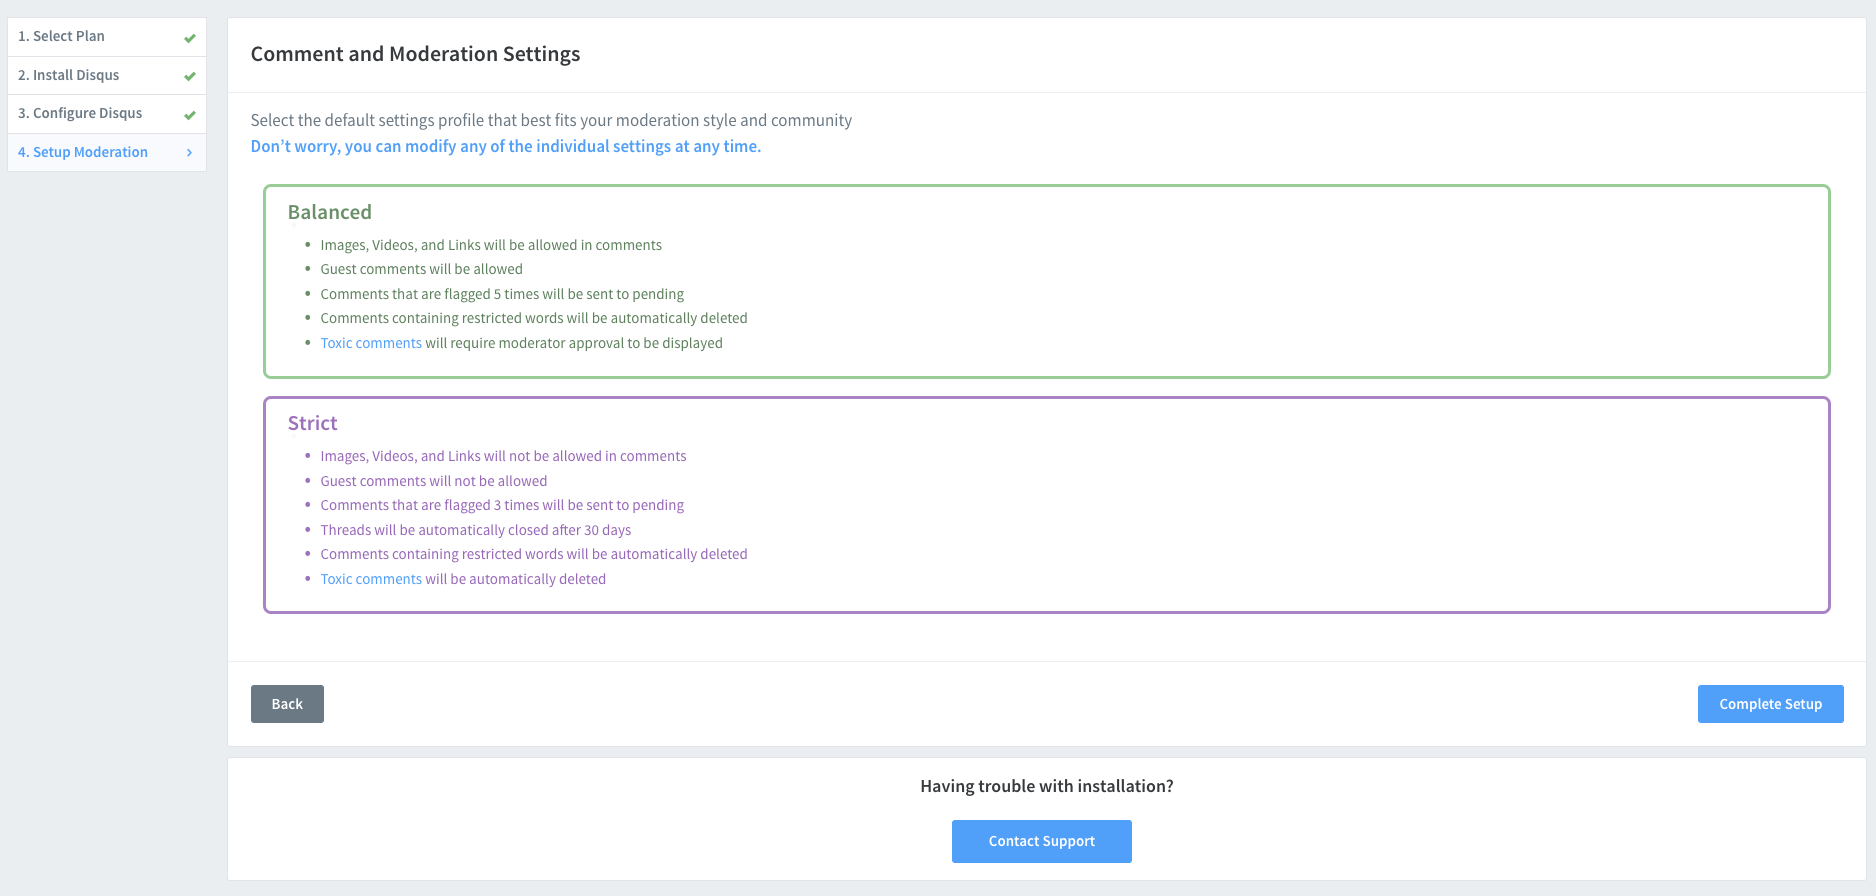 1. Select Plan
2. Install Disqus
3. Configure Disqus
4. Setup Moderation
Comment and Moderation Settings
Select the default settings profile that best fits your moderation style and community
Don't worry, you can modify any of the individual settings at any time.
Balanced
• Images, Videos, and Links will be allowed in comments
• Guest comments will be allowed
• Comments that are flagged 5 times will be sent to pending
• Comments containing restricted words will be automatically deleted
• Toxic comments will require moderator approval to be displayed
Strict
• Images, Videos, and Links will not be allowed in comments
• Guest comments will not be allowed
• Comments that are flagged 3 times will be sent to pending
• Threads will be automatically closed after 30 days
• Comments containing restricted words will be automatically deleted
• Toxic comments will be automatically deleted
Back
Complete Setup
Having trouble with installation?
Contact Support